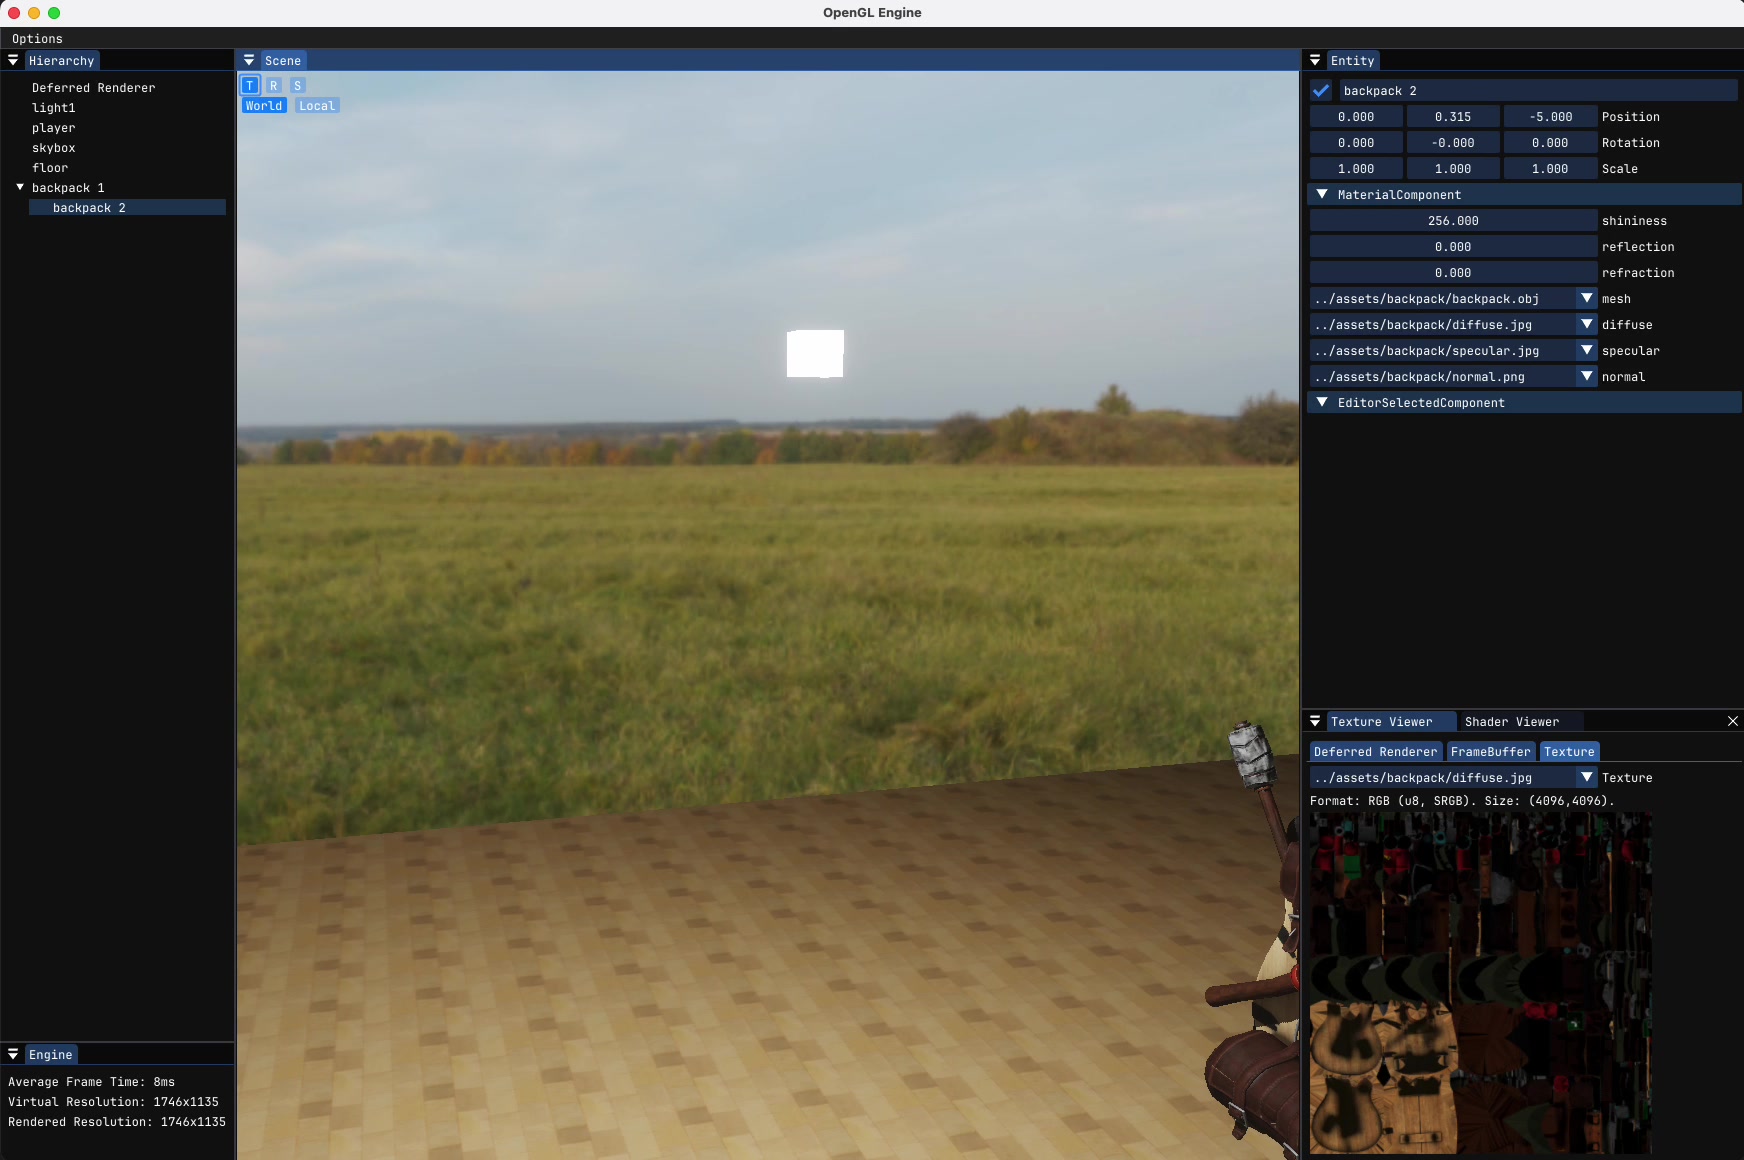 OpenGL Engine
Options
Hierarchy
Deferred Renderer
light1
player
skybox
floor
backpack 1
backpack 2
Engine
Average Frame Time: 8ms
Virtual Resolution: 1746x1135
Rendered Resolution: 1746x1135
Scene
T R S
World Local
Entity
backpack 2
0.000 0.315 -5.000 Position
0.000 -0.000 0.000 Rotation
1.000 1.000 1.000 Scale
MaterialComponent
256.000 shininess
0.000 reflection
0.000 refraction
../assets/backpack/backpack.obj mesh
../assets/backpack/diffuse.jpg diffuse
../assets/backpack/specular.jpg specular
../assets/backpack/normal.png normal
EditorSelectedComponent
Texture Viewer Shader Viewer
Deferred Renderer FrameBuffer Texture
../assets/backpack/diffuse.jpg Texture
Format: RGB (u8, SRGB). Size: (4096,4096).